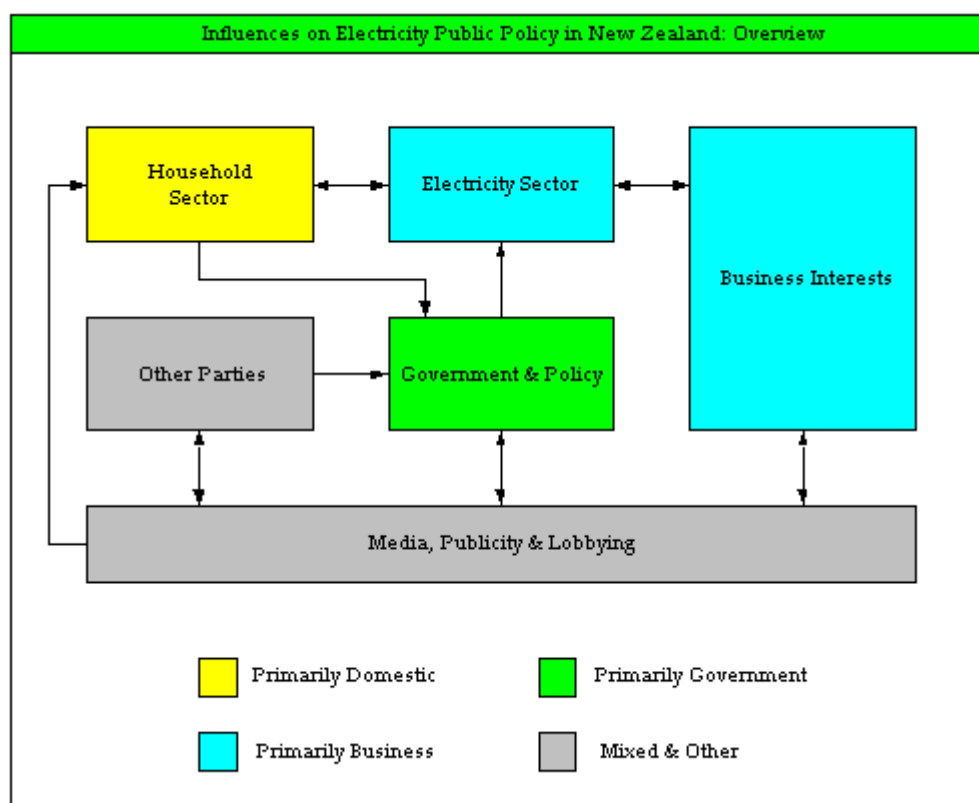 Influences on Electricity Public Policy in New Zealand: Overview
Household
Sector
Electricity Sector
Business Interests
Other Parties
Government & Policy
Media, Publicity & Lobbying
Primarily Domestic
Primarily Government
Primarily Business
Mixed & Other